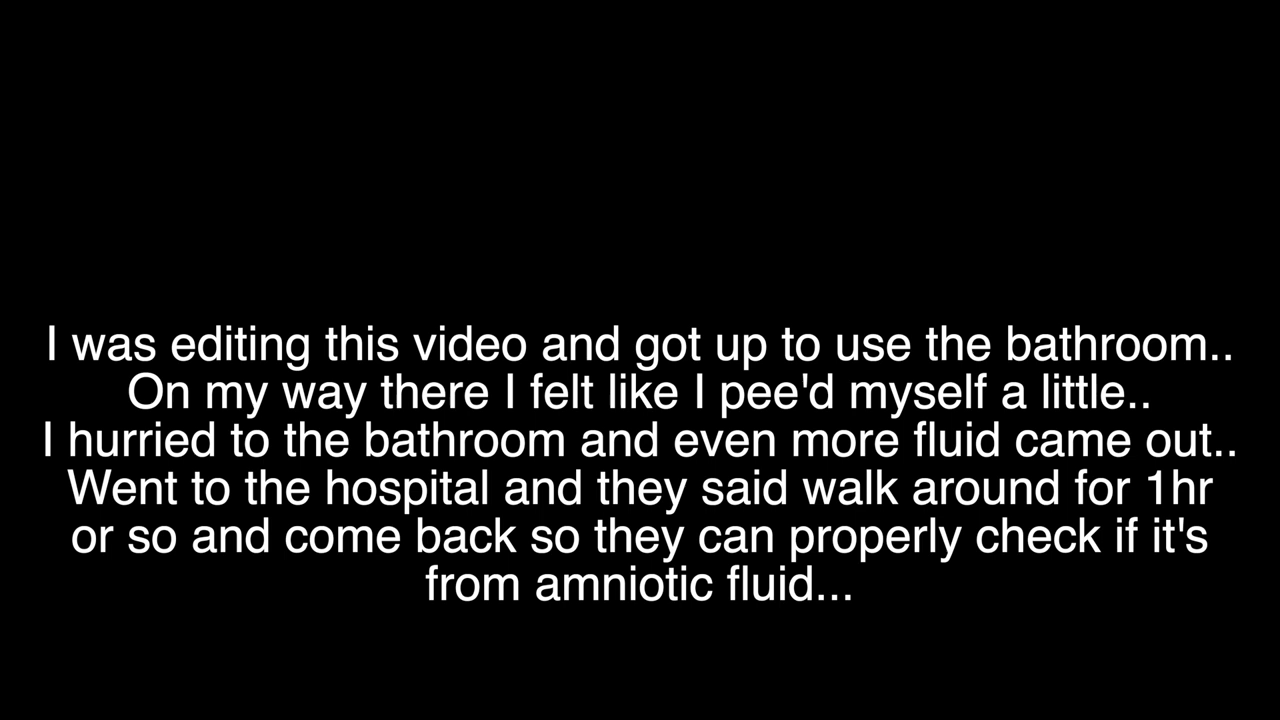 I was editing this video and got up to use the bathroom..
On my way there I felt like I pee'd myself a little..
I hurried to the bathroom and even more fluid came out..
Went to the hospital and they said walk around for 1hr
or so and come back so they can properly check if it's
from amniotic fluid...